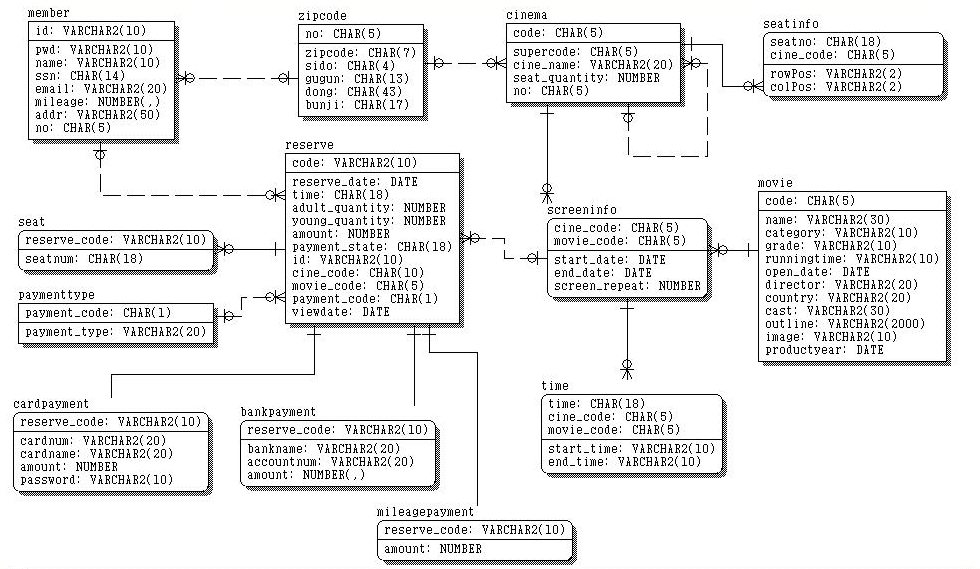 member
id: VARCHAR2(10)
pwd: VARCHAR2(10)
name: VARCHAR2(10)
ssn: CHAR(14)
email: VARCHAR2(20)
mileage: NUMBER(,)
addr: VARCHAR2(50)
no: CHAR(5)
zipcode
no: CHAR(5)
zipcode: CHAR(7)
sido: CHAR(4)
gugun: CHAR(13)
dong: CHAR(43)
bunji: CHAR(17)
cinema
code: CHAR(5)
supercode: CHAR(5)
cine_name: VARCHAR2(20)
seat_quantity: NUMBER
no: CHAR(5)
seatinfo
seatno: CHAR(18)
cine_code: CHAR(5)
rowPos: VARCHAR2(2)
colPos: VARCHAR2(2)
reserve
code: VARCHAR2(10)
reserve_date: DATE
time: CHAR(18)
adult_quantity: NUMBER
young_quantity: NUMBER
amount: NUMBER
payment_state: CHAR(18)
id: VARCHAR2(10)
cine_code: CHAR(10)
movie_code: CHAR(5)
payment_code: CHAR(1)
viewdate: DATE
seat
reserve_code: VARCHAR2(10)
seatnum: CHAR(18)
paymenttype
payment_code: CHAR(1)
payment_type: VARCHAR2(20)
screeninfo
cine_code: CHAR(5)
movie_code: CHAR(5)
start_date: DATE
end_date: DATE
screen_repeat: NUMBER
movie
code: CHAR(5)
name: VARCHAR2(30)
category: VARCHAR2(10)
grade: VARCHAR2(10)
runningtime: VARCHAR2(10)
open_date: DATE
director: VARCHAR2(20)
country: VARCHAR2(20)
cast: VARCHAR2(30)
outline: VARCHAR2(2000)
image: VARCHAR2(10)
productyear: DATE
cardpayment
reserve_code: VARCHAR2(10)
cardnum: VARCHAR2(20)
cardname: VARCHAR2(20)
amount: NUMBER
password: VARCHAR2(10)
bankpayment
reserve_code: VARCHAR2(10)
bankname: VARCHAR2(20)
accountnum: VARCHAR2(20)
amount: NUMBER(,)
time
time: CHAR(18)
cine_code: CHAR(5)
movie_code: CHAR(5)
start_time: VARCHAR2(10)
end_time: VARCHAR2(10)
mileagepayment
reserve_code: VARCHAR2(10)
amount: NUMBER